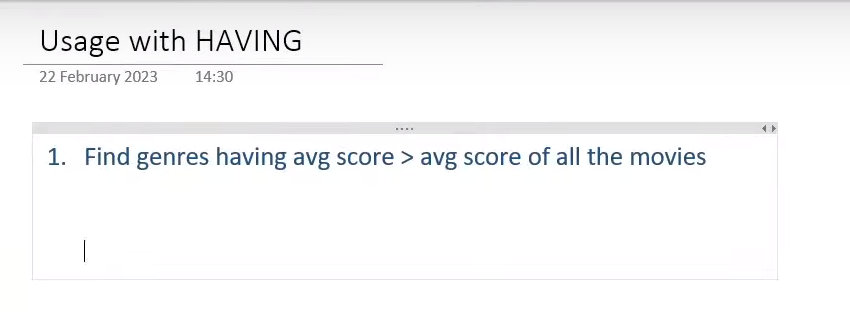 Usage with HAVING
22 February 2023 14:30
1. Find genres having avg score > avg score of all the movies